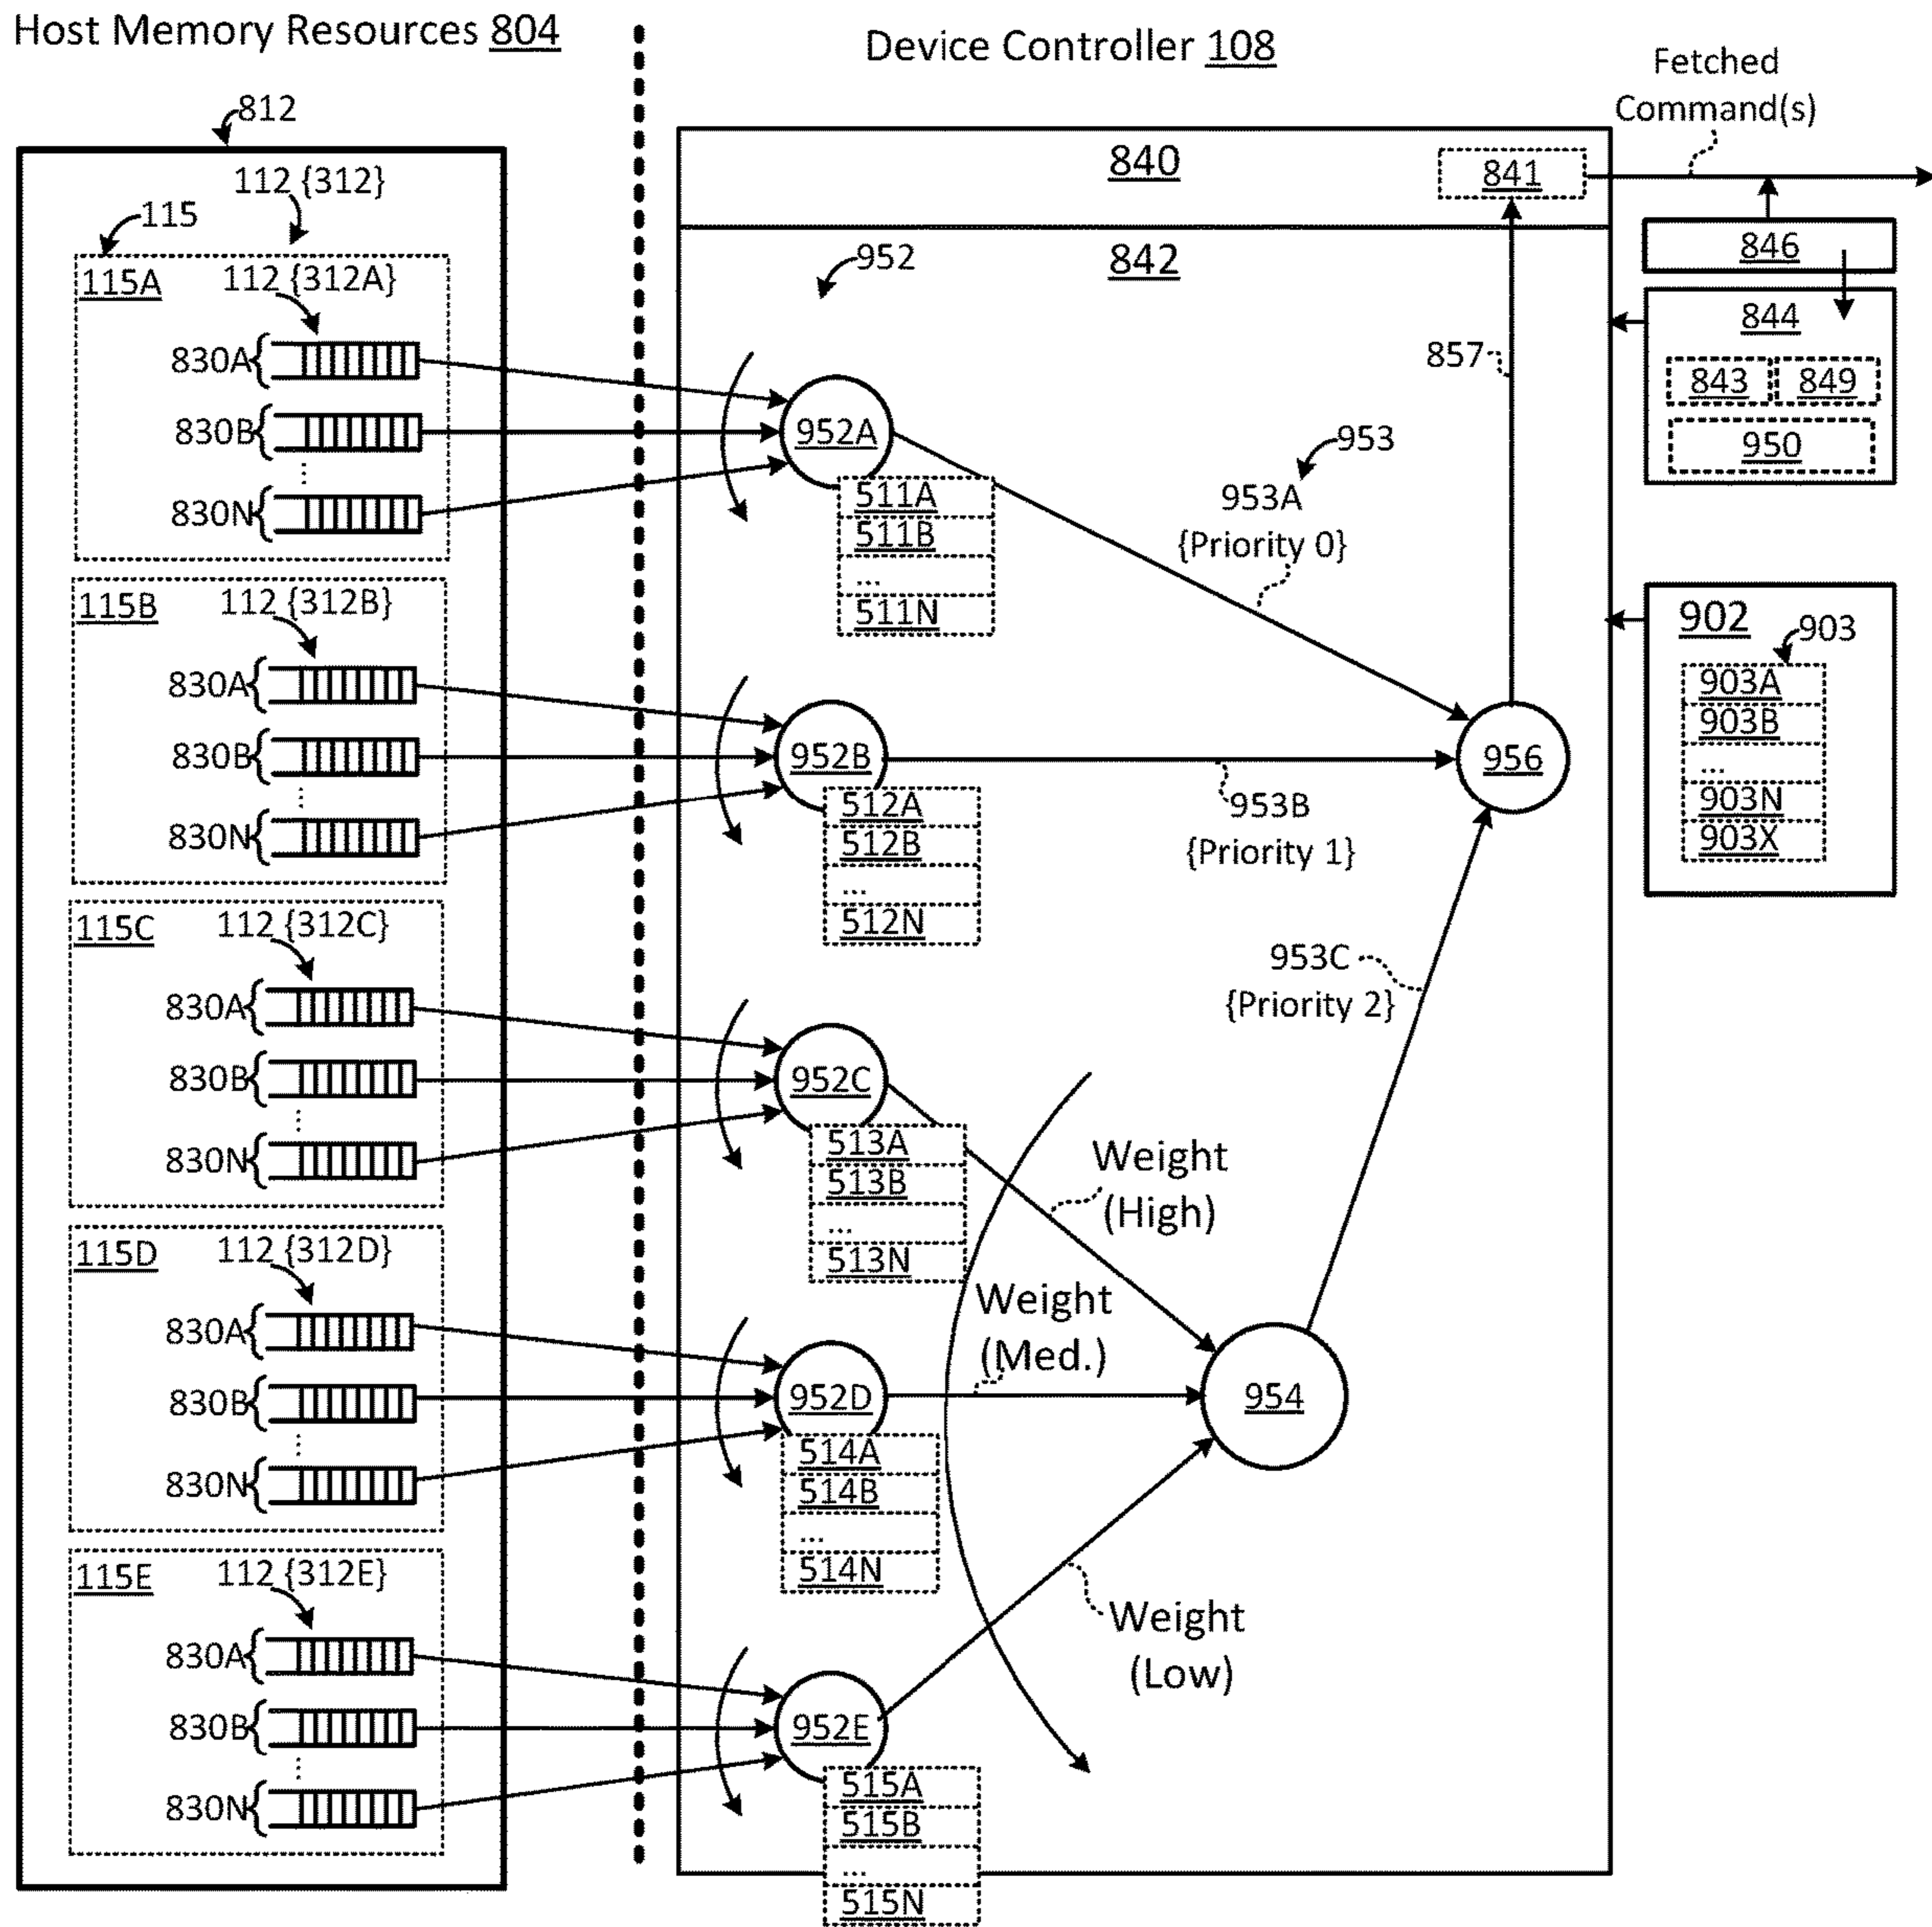 Host Memory Resources 804
812
112 {312}
115
115A
112 {312A}
830A
830B
⋮
830N
115B
112 {312B}
830A
830B
⋮
830N
115C
112 {312C}
830A
830B
⋮
830N
115D
112 {312D}
830A
830B
⋮
830N
115E
112 {312E}
830A
830B
⋮
830N
Device Controller 108
840
841
842
952
857
952A
511A
511B
...
511N
953
953A
{Priority 0}
952B
512A
512B
...
512N
953B
{Priority 1}
956
953C
{Priority 2}
952C
513A
513B
...
513N
Weight
(High)
Weight
(Med.)
952D
514A
514B
...
514N
954
Weight
(Low)
952E
515A
515B
...
515N
Fetched
Command(s)
846
844
843
849
950
902
903
903A
903B
...
903N
903X